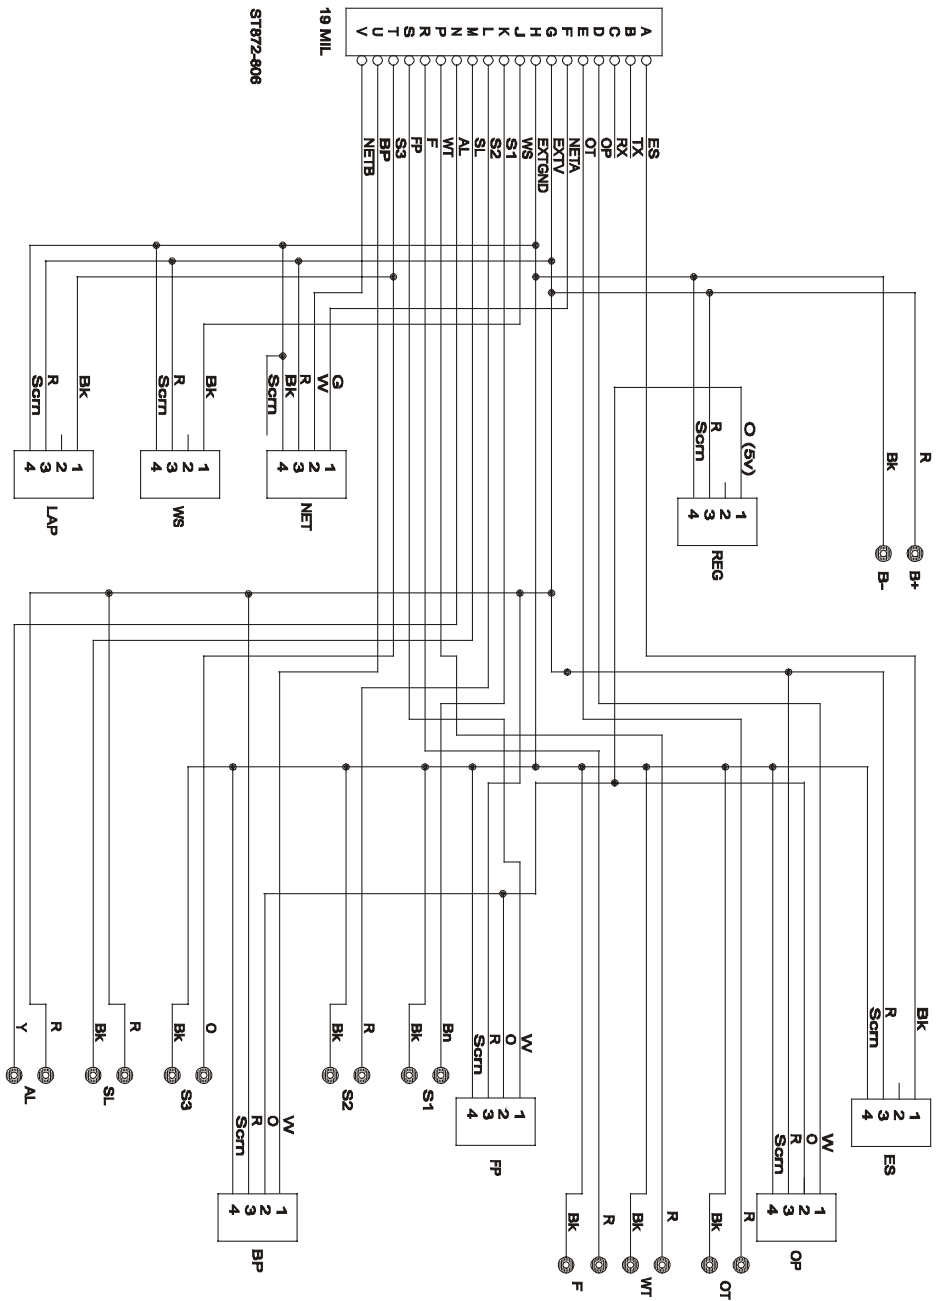 A ES
B TX
C RX
D OP
E OT
F NETA
G EXTV
H EXTGND
J WS
K S1
L S2
M SL
N AL
P WT
R F
S FP
T S3
U BP
V NETB
19 MIL
ST872-806
R B+
Bk B-
O (5v) 1
2
R 3
Scrn 4
REG
G 1
W 2
R 3
Bk 4
Scrn
NET
Bk 1
2
R 3
Scrn 4
WS
Bk 1
2
R 3
Scrn 4
LAP
Bk 1
2
R 3
Scrn 4
ES
W 1
O 2
R 3
Scrn 4
OP
R
Bk
OT
R
Bk
WT
R
Bk
F
W 1
O 2
R 3
Scrn 4
FP
Bn
Bk
S1
R
Bk
S2
W 1
O 2
R 3
Scrn 4
BP
O
Bk
S3
R
Bk
SL
R
Y
AL